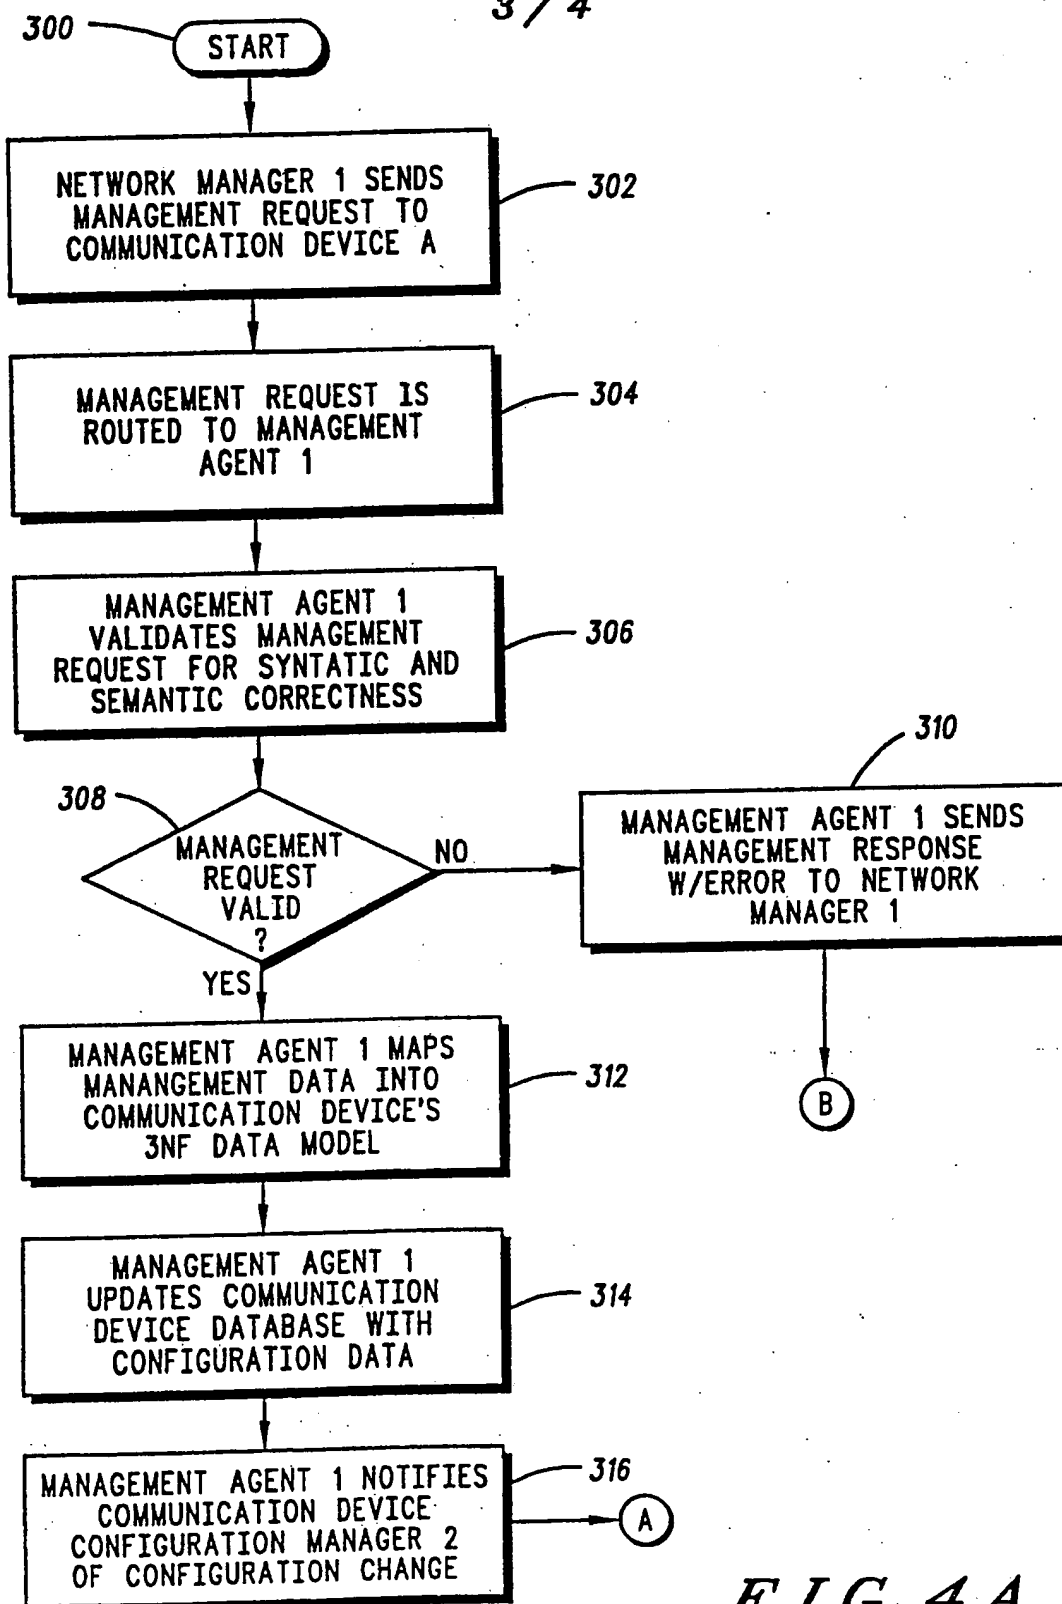 3/4
300
START
NETWORK MANAGER 1 SENDS
MANAGEMENT REQUEST TO
COMMUNICATION DEVICE A
302
MANAGEMENT REQUEST IS
ROUTED TO MANAGEMENT
AGENT 1
304
MANAGEMENT AGENT 1
VALIDATES MANAGEMENT
REQUEST FOR SYNTATIC AND
SEMANTIC CORRECTNESS
306
308
MANAGEMENT
REQUEST
VALID
?
NO
YES
310
MANAGEMENT AGENT 1 SENDS
MANAGEMENT RESPONSE
W/ERROR TO NETWORK
MANAGER 1
B
MANAGEMENT AGENT 1 MAPS
MANANGEMENT DATA INTO
COMMUNICATION DEVICE'S
3NF DATA MODEL
312
MANAGEMENT AGENT 1
UPDATES COMMUNICATION
DEVICE DATABASE WITH
CONFIGURATION DATA
314
MANAGEMENT AGENT 1 NOTIFIES
COMMUNICATION DEVICE
CONFIGURATION MANAGER 2
OF CONFIGURATION CHANGE
316
A
FIG. 4A